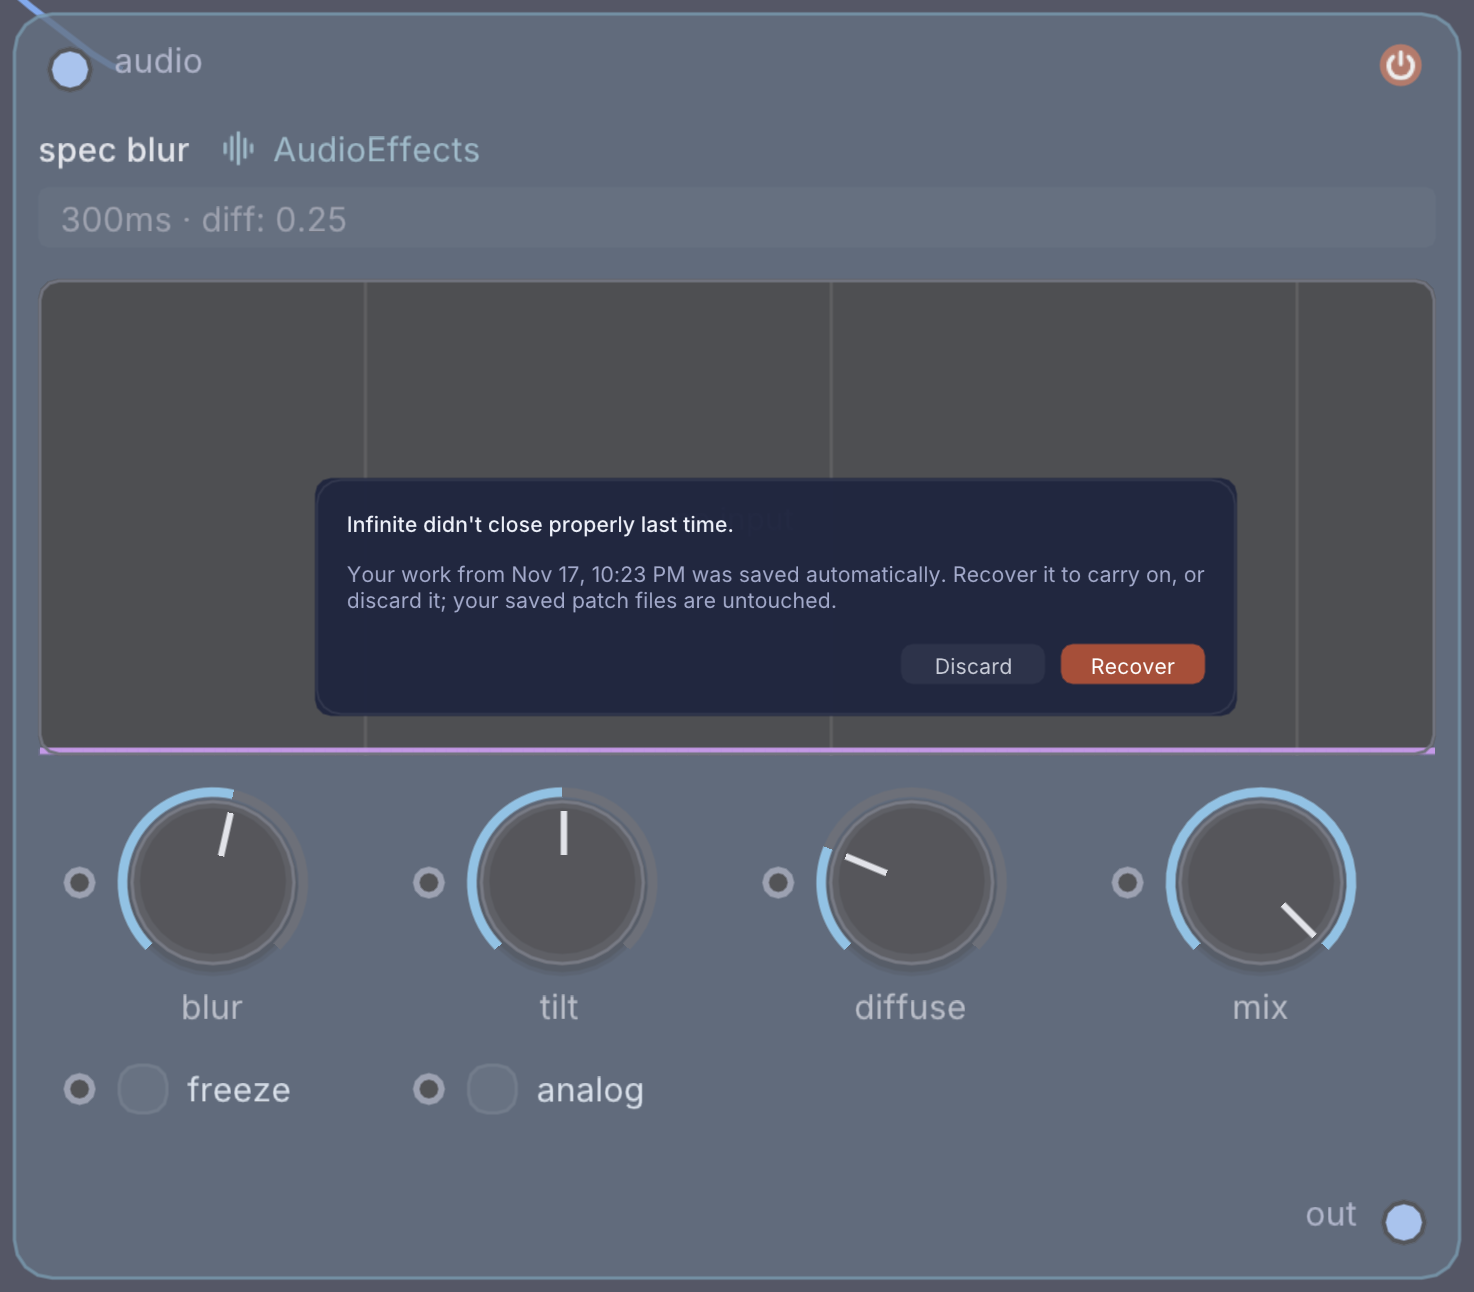 audio
spec blur AudioEffects
300ms · diff: 0.25
Infinite didn't close properly last time.
Your work from Nov 17, 10:23 PM was saved automatically. Recover it to carry on, or
discard it; your saved patch files are untouched.
Discard Recover
blur tilt diffuse mix
freeze analog
out